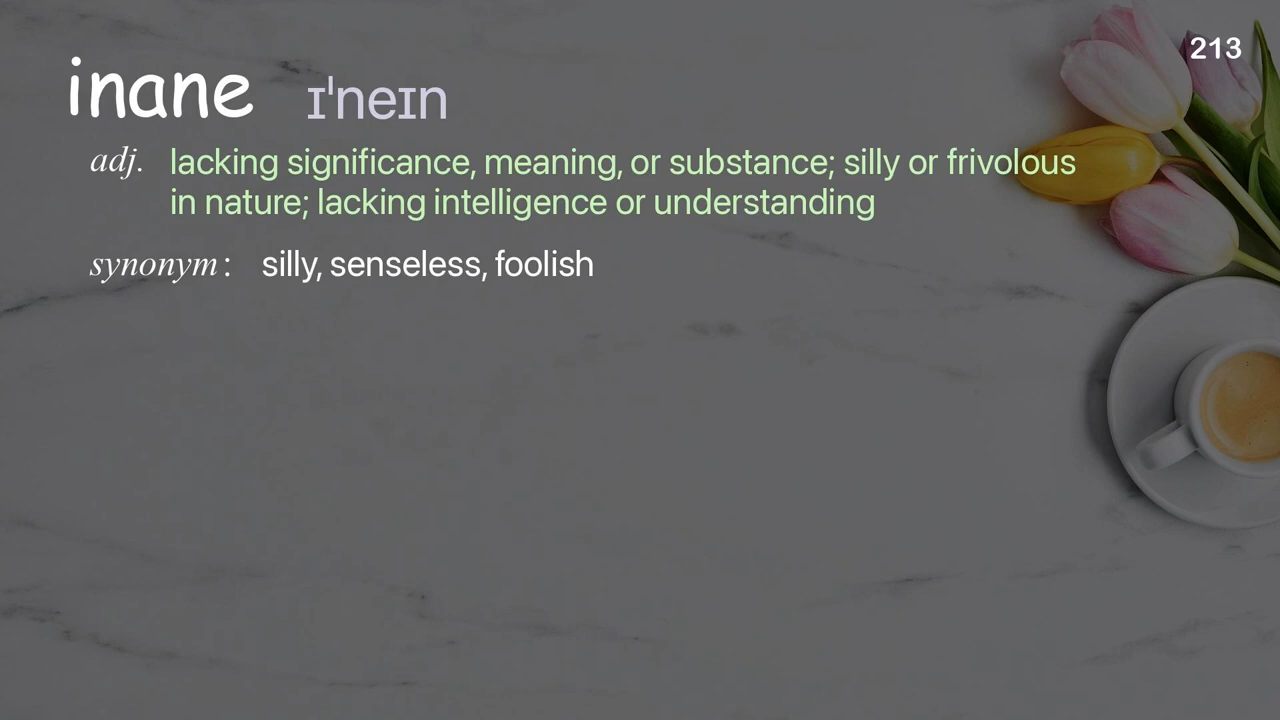 213
inane ɪˈneɪn
adj. lacking significance, meaning, or substance; silly or frivolous
in nature; lacking intelligence or understanding
synonym: silly, senseless, foolish